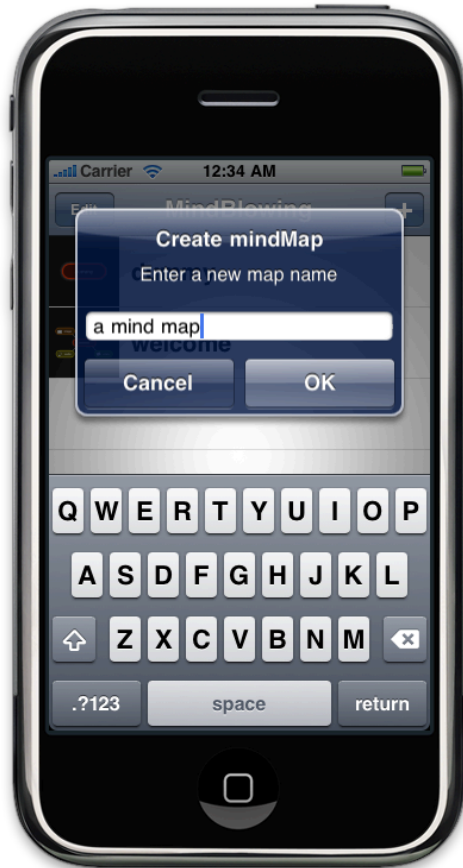 Carrier 12:34 AM
Edit MindBlowing +
Create mindMap
Enter a new map name
a mind map
welcome
Cancel OK
Q W E R T Y U I O P
A S D F G H J K L
Z X C V B N M
.?123 space return